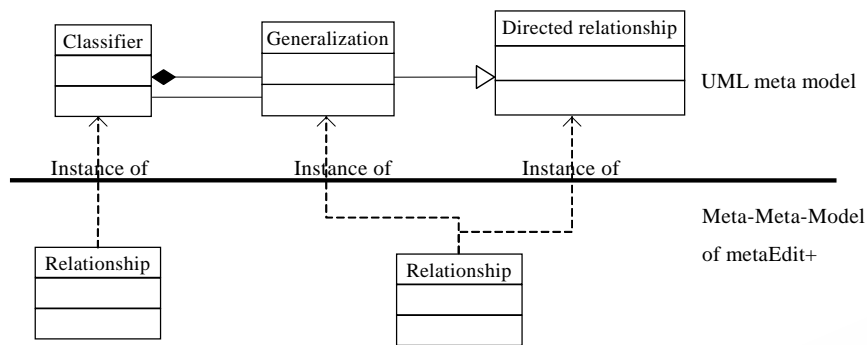 Classifier
Generalization
Directed relationship
UML meta model
Instance of
Instance of
Instance of
Meta-Meta-Model
of metaEdit+
Relationship
Relationship